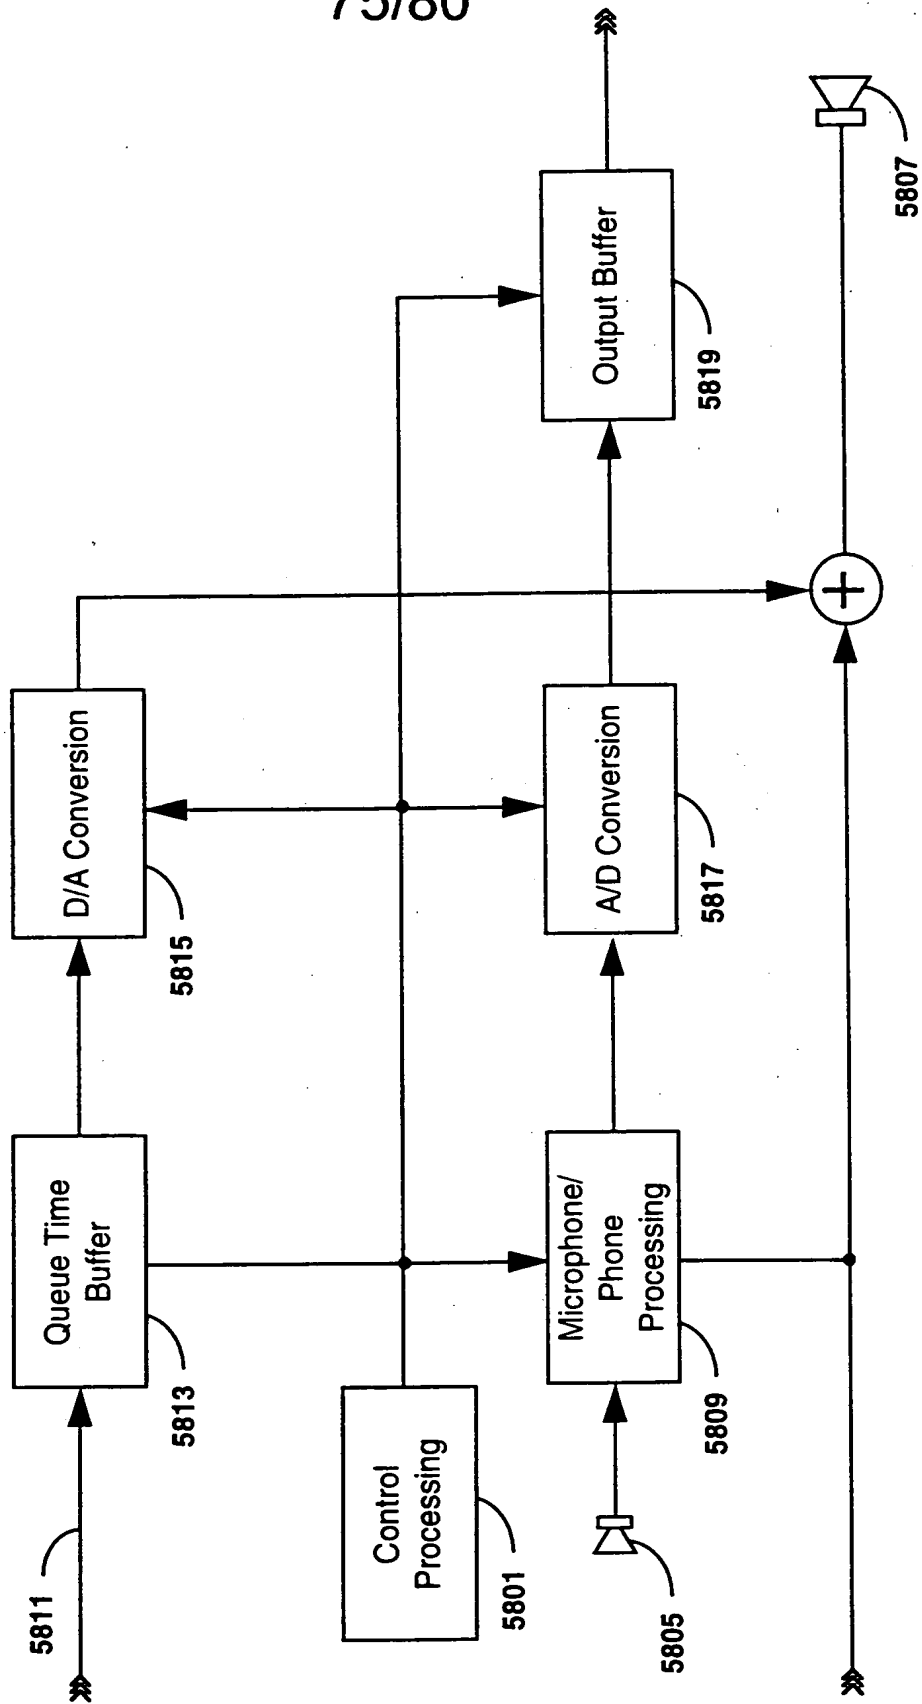 75/80
5811
Queue Time
Buffer
5813
D/A Conversion
5815
Control
Processing
5801
5805
Microphone/
Phone
Processing
5809
A/D Conversion
5817
Output Buffer
5819
+
5807